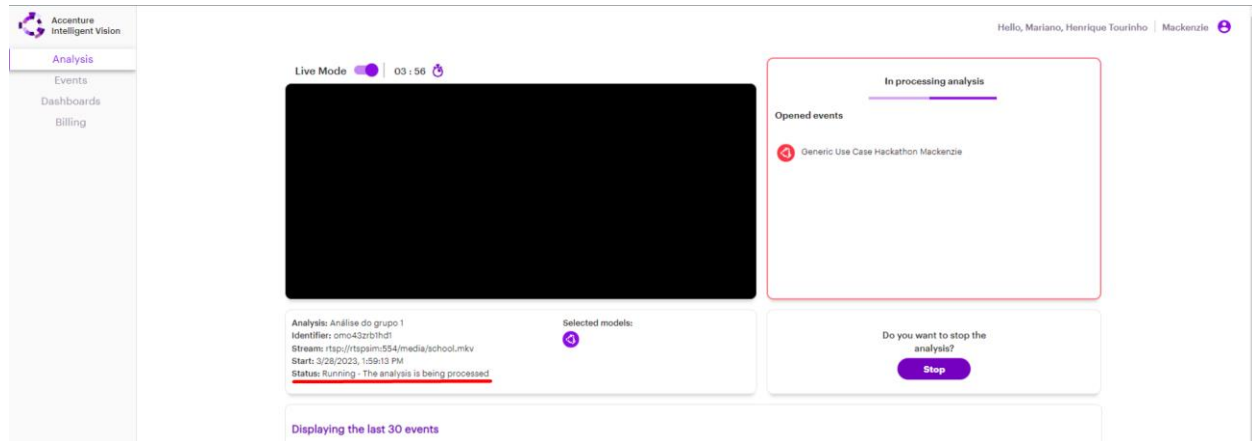 Accenture
Intelligent Vision
Hello, Mariano, Henrique Tourinho | Mackenzie
Analysis
Events
Dashboards
Billing
Live Mode
03 : 56
In processing analysis
Opened events
Generic Use Case Hackathon Mackenzie
Analysis: Análise do grupo 1
Identifier: omo43zrb1hd1
Stream: rtsp://rtspsim:554/media/school.mkv
Start: 3/28/2023, 1:59:13 PM
Status: Running - The analysis is being processed
Selected models:
Do you want to stop the
analysis?
Stop
Displaying the last 30 events